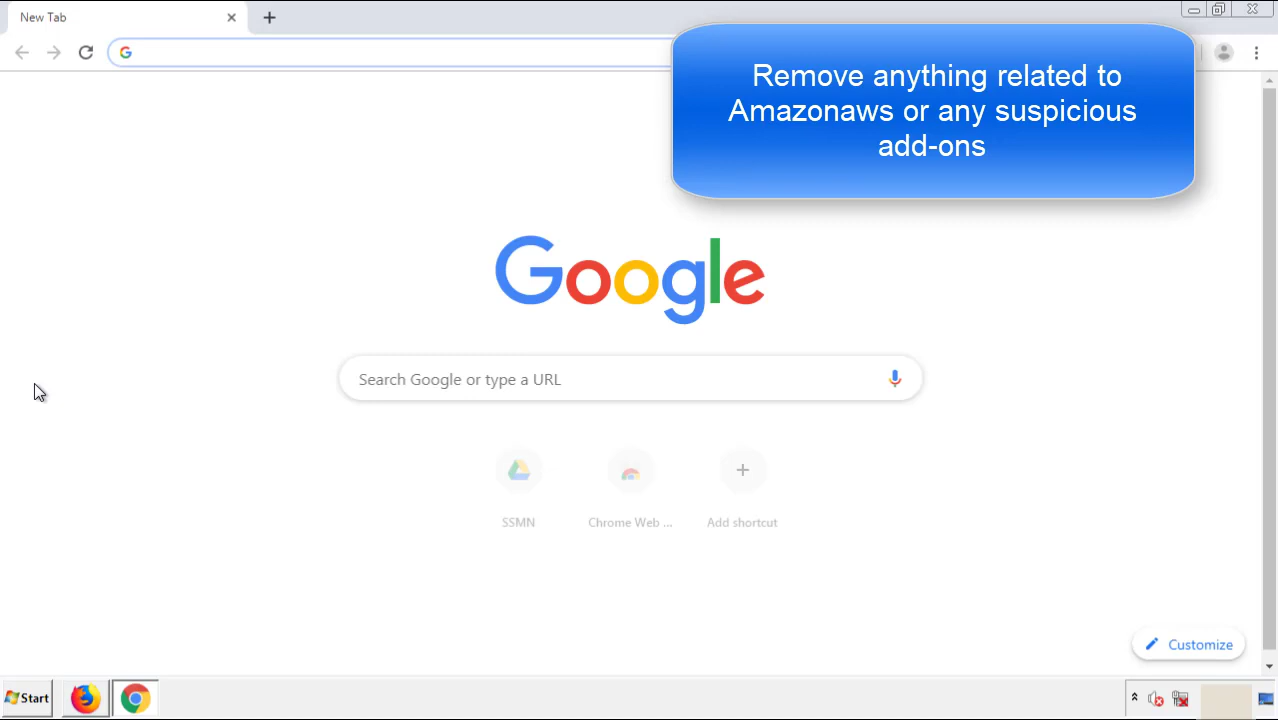 New Tab
Remove anything related to
Amazonaws or any suspicious
add-ons
Google
Search Google or type a URL
SSMN
Chrome Web ...
Add shortcut
Customize
Start